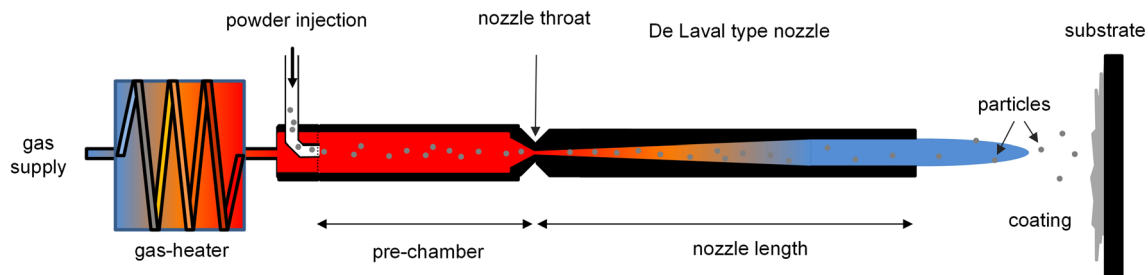 powder injection
nozzle throat
De Laval type nozzle
substrate
particles
gas
supply
coating
gas-heater
pre-chamber
nozzle length